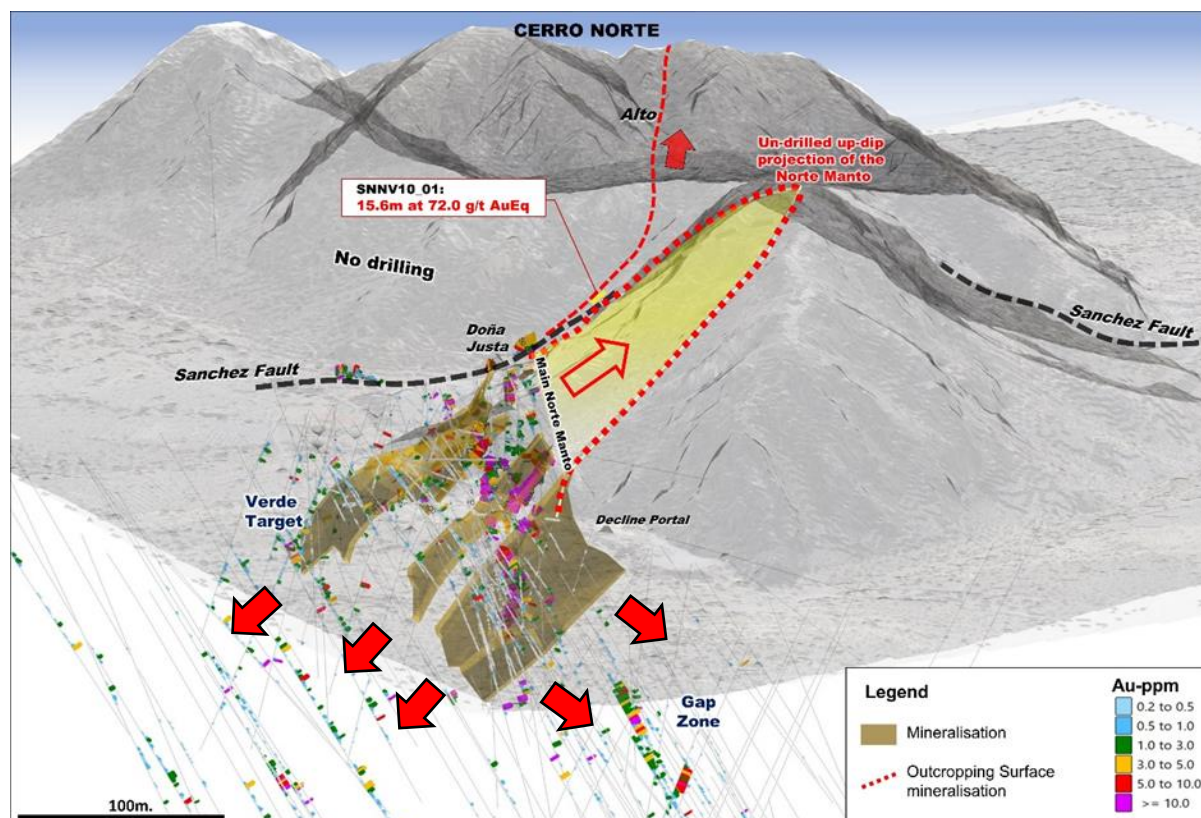 CERRO NORTE
Alto
Un-drilled up-dip
projection of the
Norte Manto
SNNV10_01:
15.6m at 72.0 g/t AuEq
No drilling
Doña
Justa
Sanchez Fault
Sanchez Fault
Main Norte Manto
Verde
Target
Decline Portal
Gap
Zone
100m.
Legend
Mineralisation
Outcropping Surface
mineralisation
Au-ppm
0.2 to 0.5
0.5 to 1.0
1.0 to 3.0
3.0 to 5.0
5.0 to 10.0
>= 10.0